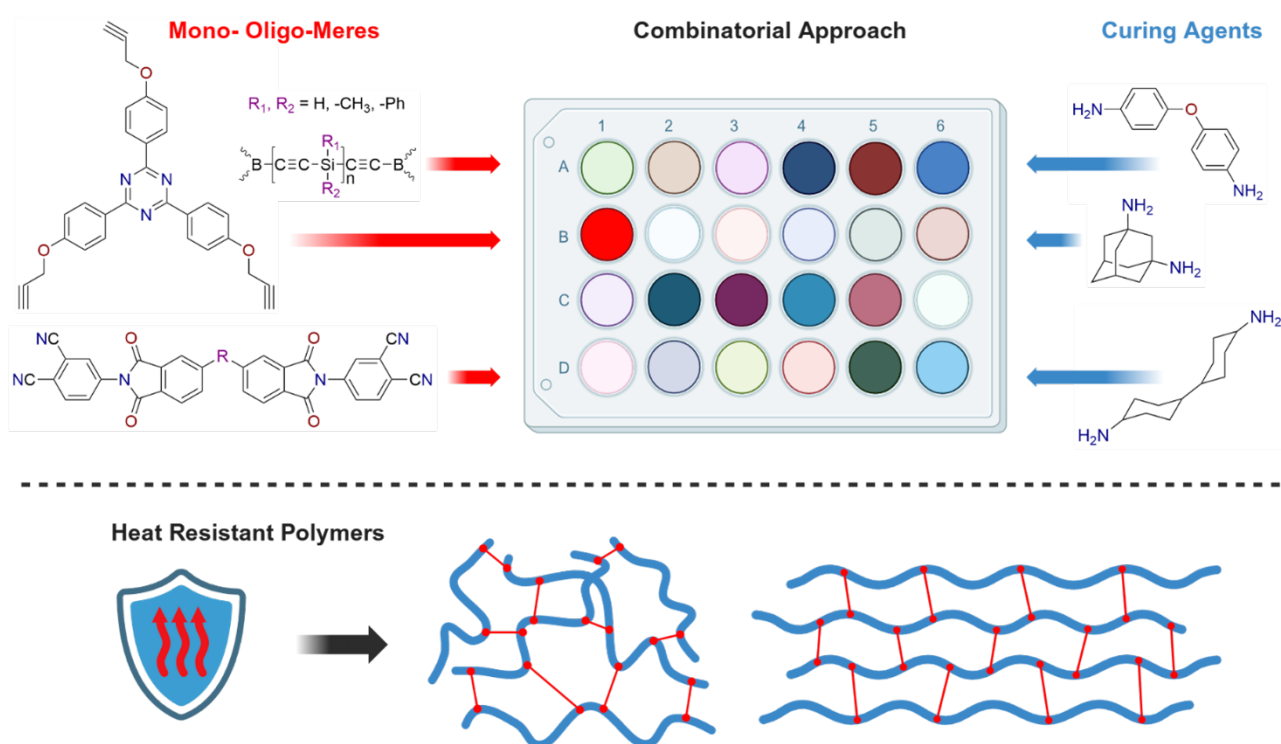 Mono- Oligo-Meres
Combinatorial Approach
Curing Agents
O
N N
N
O
O
R₁, R₂ = H, -CH₃, -Ph
R₁
B C≡C Si C≡C B
n
R₂
1 2 3 4 5 6
A
B
C
D
NC
NC
O
N
O
R
O
N
O
CN
CN
H₂N
O
NH₂
NH₂
NH₂
NH₂
H₂N
Heat Resistant Polymers